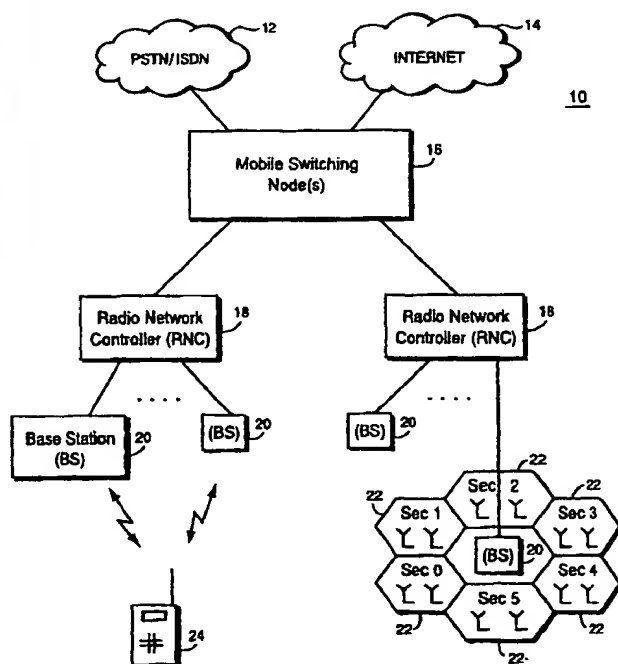 12
14
PSTN/ISDN
INTERNET
10
16
Mobile Switching
Node(s)
Radio Network
Controller (RNC)
18
Radio Network
Controller (RNC)
18
Base Station
(BS)
20
(BS)
20
(BS)
20
22
22
Sec 2
22
Sec 1
Sec 3
(BS)
20
Sec 0
Sec 4
Sec 5
22
22
22
24